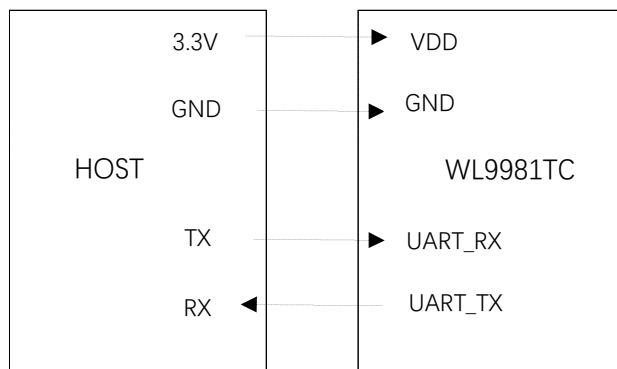 3.3V VDD
GND GND
HOST WL9981TC
TX UART_RX
RX UART_TX